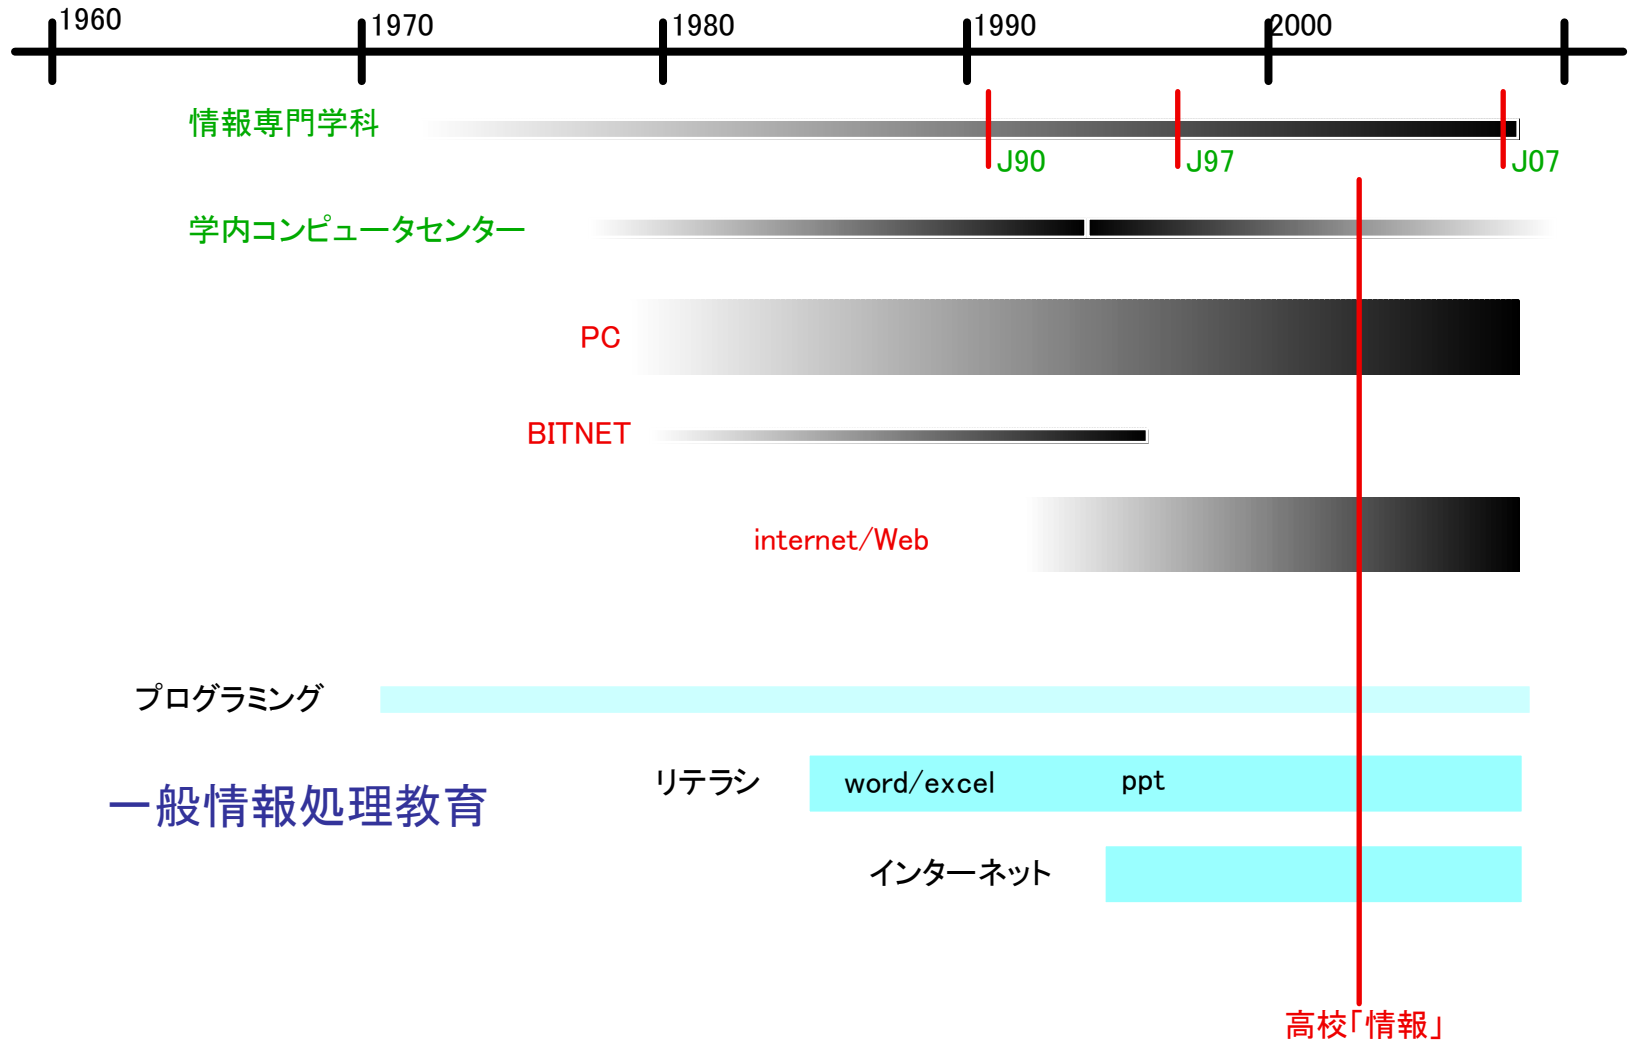 1960 1970 1980 1990 2000
情報専門学科
J90 J97 J07
学内コンピュータセンター
PC
BITNET
internet/Web
プログラミング
リテラシ word/excel ppt
一般情報処理教育
インターネット
高校「情報」